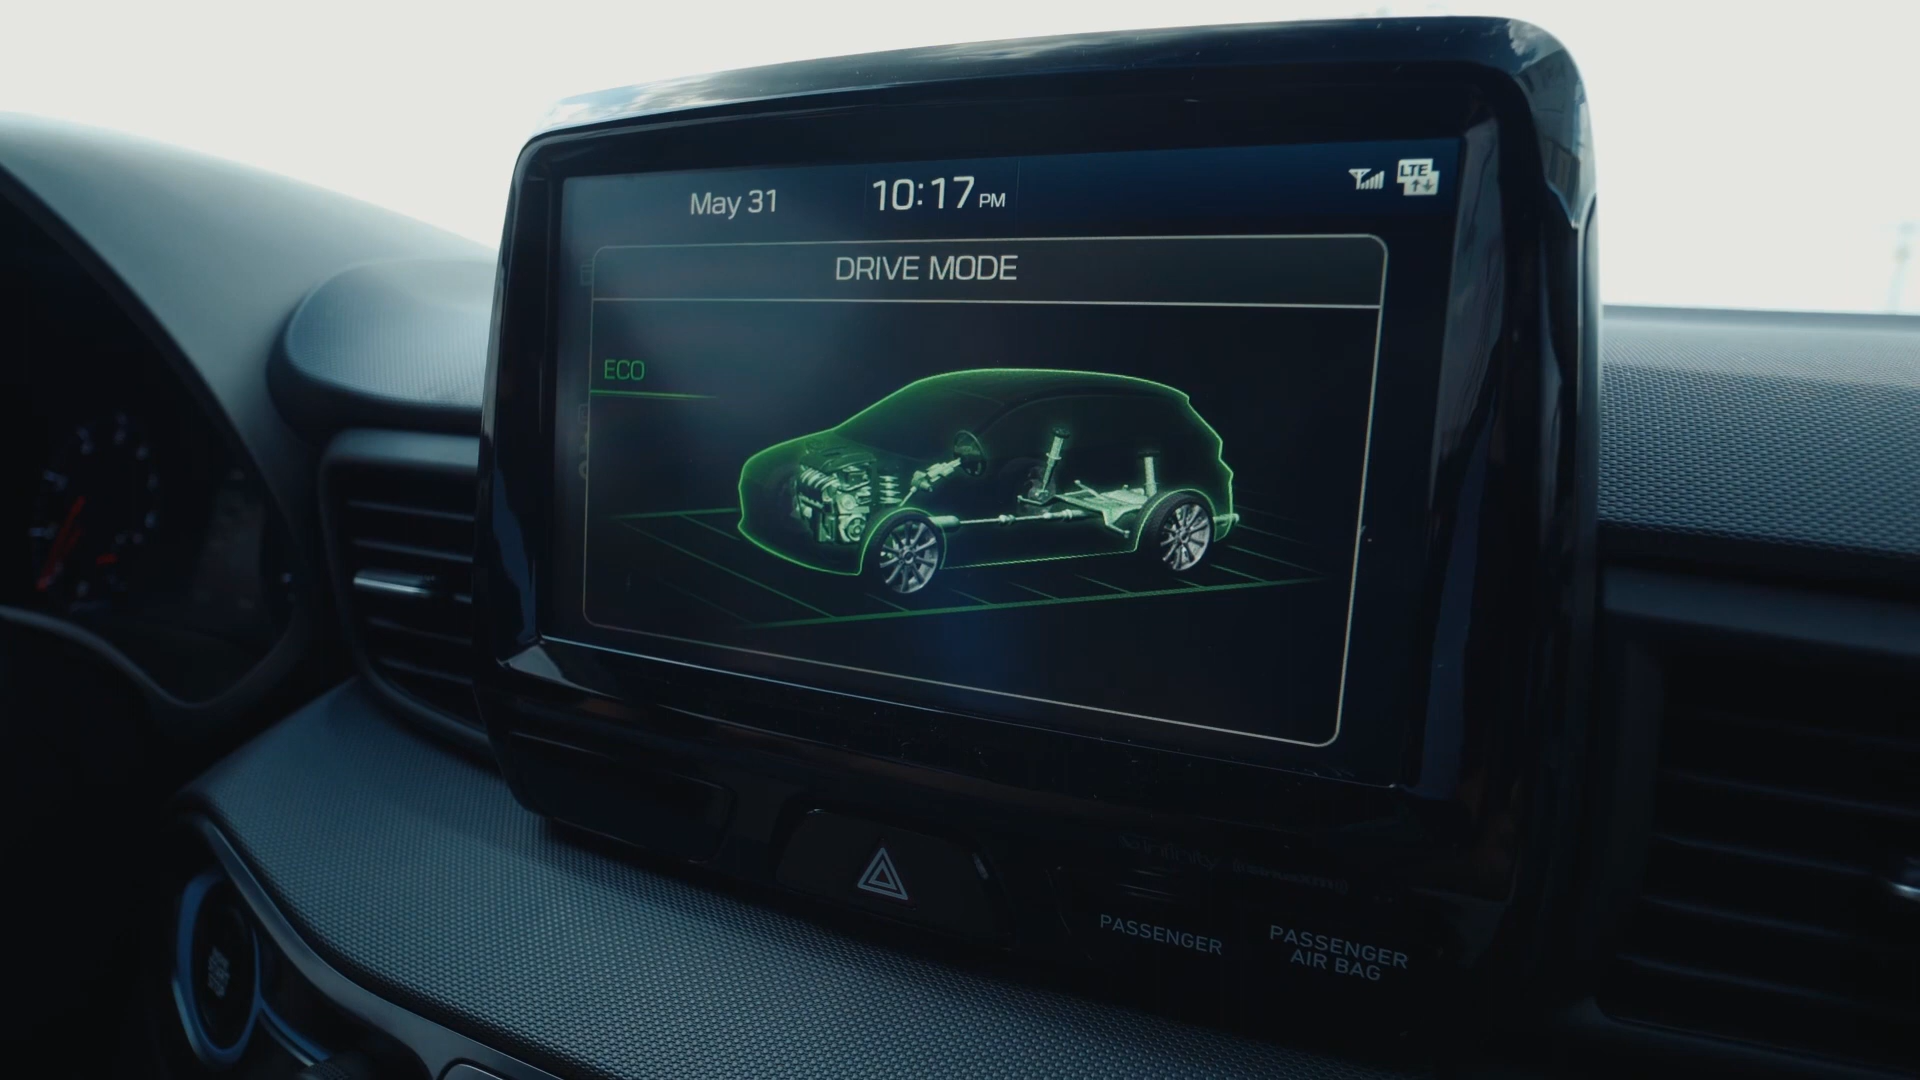 May 31
10:17 PM
LTE
DRIVE MODE
ECO
PASSENGER
PASSENGER
AIR BAG